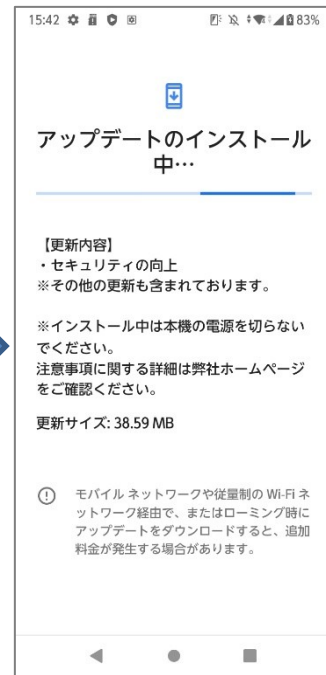 15:42 83%
アップデートのインストール
中…
【更新内容】
・セキュリティの向上
※その他の更新も含まれております。
※インストール中は本機の電源を切らない
でください。
注意事項に関する詳細は弊社ホームページ
をご確認ください。
更新サイズ: 38.59 MB
モバイル ネットワークや従量制の Wi-Fi ネ
ットワーク経由で、またはローミング時に
アップデートをダウンロードすると、追加
料金が発生する場合があります。